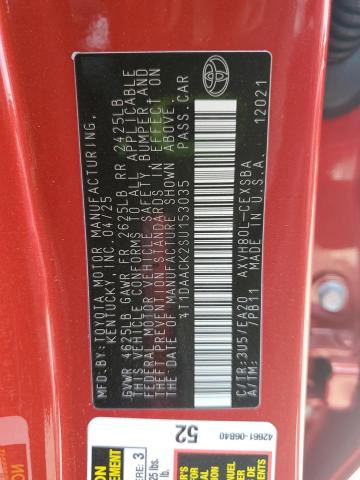 MFD. BY: TOYOTA MOTOR MANUFACTURING,
KENTUCKY, INC. 04/25
GVWR 4625LB GAWR FR 2625LB RR 2425LB
THIS VEHICLE CONFORMS TO ALL APPLICABLE
FEDERAL MOTOR VEHICLE SAFETY, BUMPER AND
THEFT PREVENTION STANDARDS IN EFFECT ON
THE DATE OF MANUFACTURE SHOWN ABOVE.
4T1DAACK2SU153035 PASS. CAR
C/TR: 3U5/EA20 AXVH80L-CEXSBA
A/TM: 7PB11 MADE IN U.S.A. 12021
TOYOTA
52
42661-06B40